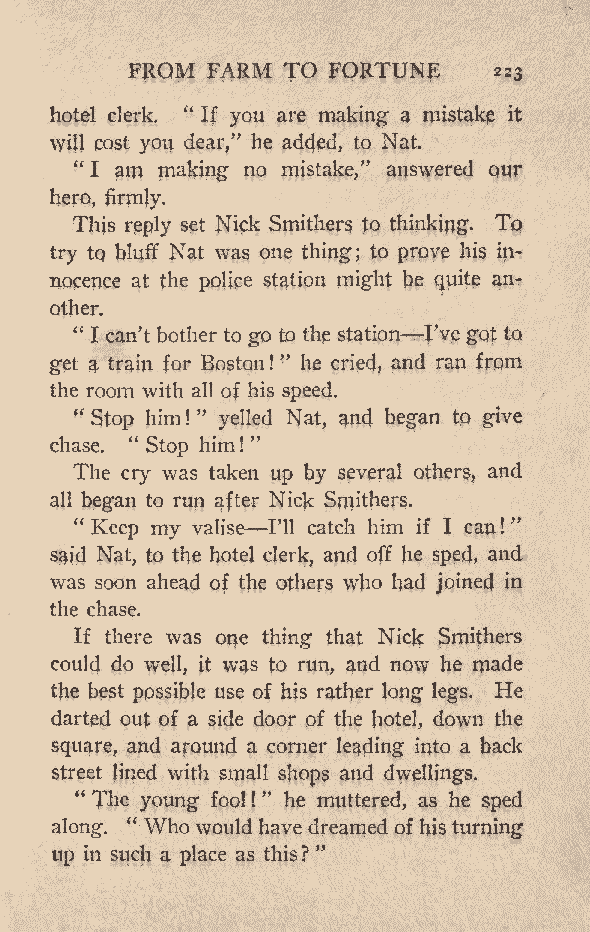 FROM FARM TO FORTUNE 223
hotel clerk. “ If you are making a mistake it
will cost you dear,” he added, to Nat.
“ I am making no mistake,” answered our
hero, firmly.
This reply set Nick Smithers to thinking. To
try to bluff Nat was one thing; to prove his in-
nocence at the police station might be quite an-
other.
“ I can’t bother to go to the station—I’ve got to
get a train for Boston! ” he cried, and ran from
the room with all of his speed.
“ Stop him! ” yelled Nat, and began to give
chase. “ Stop him! ”
The cry was taken up by several others, and
all began to run after Nick Smithers.
“ Keep my valise—I’ll catch him if I can! ”
said Nat, to the hotel clerk, and off he sped, and
was soon ahead of the others who had joined in
the chase.
If there was one thing that Nick Smithers
could do well, it was to run, and now he made
the best possible use of his rather long legs. He
darted out of a side door of the hotel, down the
square, and around a corner leading into a back
street lined with small shops and dwellings.
“ The young fool! ” he muttered, as he sped
along. “ Who would have dreamed of his turning
up in such a place as this? ”